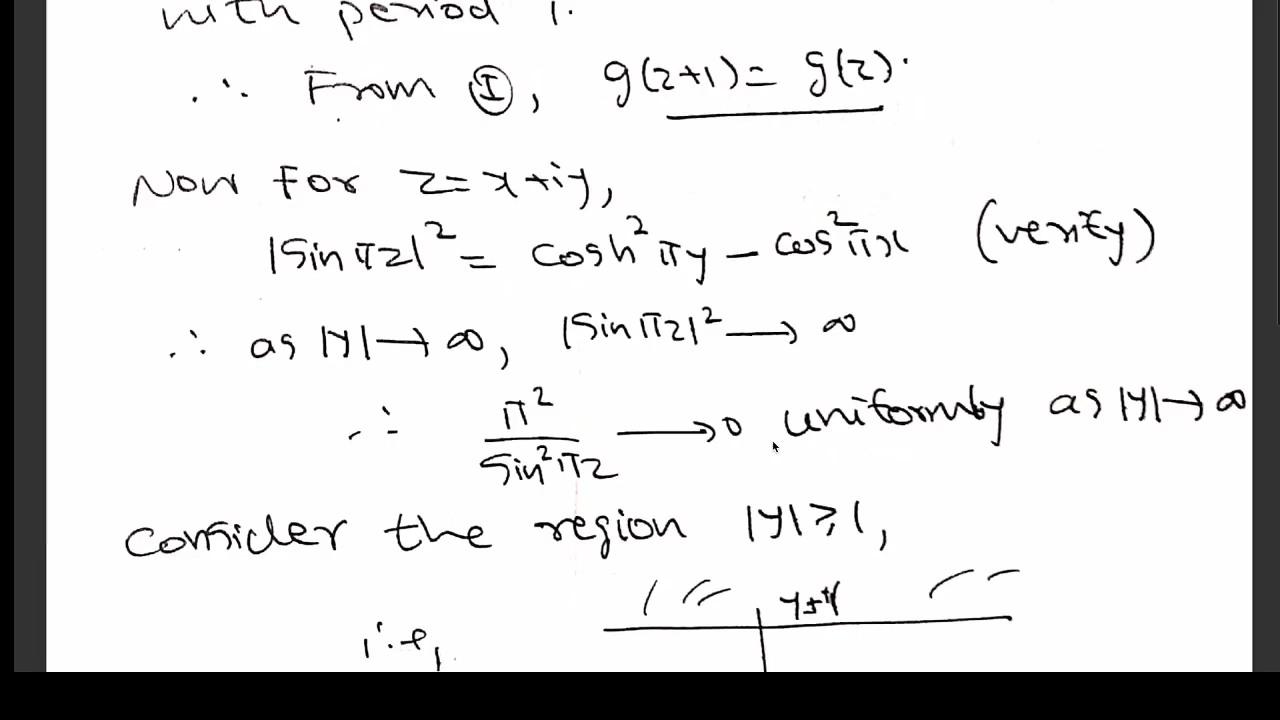 with period 1.
∴ From Ⓘ, g(z+1) = g(z).
Now for z = x+iy,
|sin πz|² = cosh² πy − cos² πx (verify)
∴ as |y| → ∞, |sin πz|² → ∞
∴ π²/sin² πz → 0 uniformly as |y| → ∞
Consider the region |y| ≥ 1,
i.e,